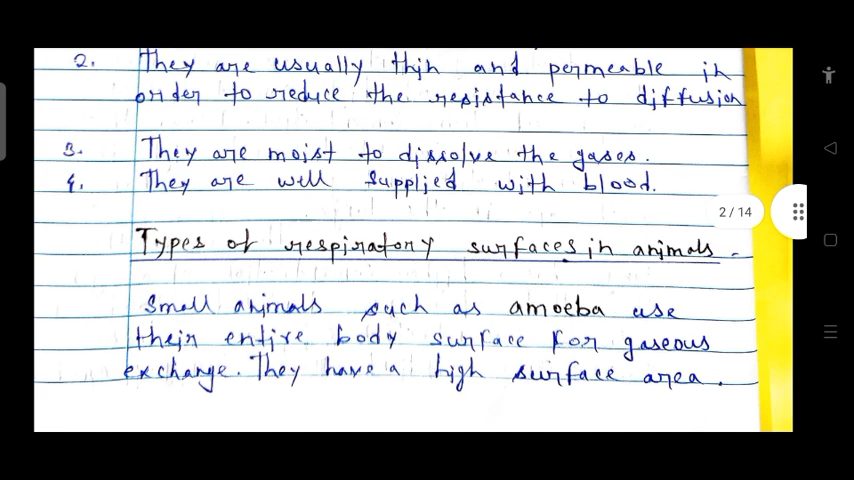 2. They are usually thin and permeable in
order to reduce the resistance to diffusion
3. They are moist to dissolve the gases.
4. They are well supplied with blood.
2/14
Types of respiratory surfaces in animals.
Small animals such as amoeba use
their entire body surface for gaseous
exchange. They have a high surface area.